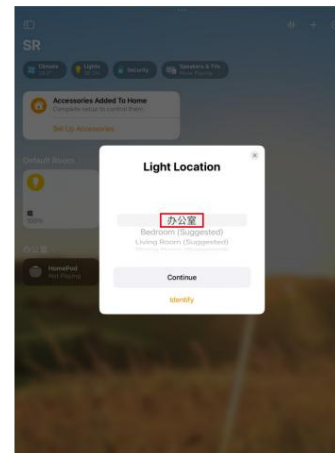 SR
Climate
Lights
Security
Speakers & TVs
Accessories Added To Home
Complete setup to control them.
Set Up Accessories
Default Room
100%
办公室
HomePod
Not Playing
Light Location
办公室
Bedroom (Suggested)
Living Room (Suggested)
Continue
Identify